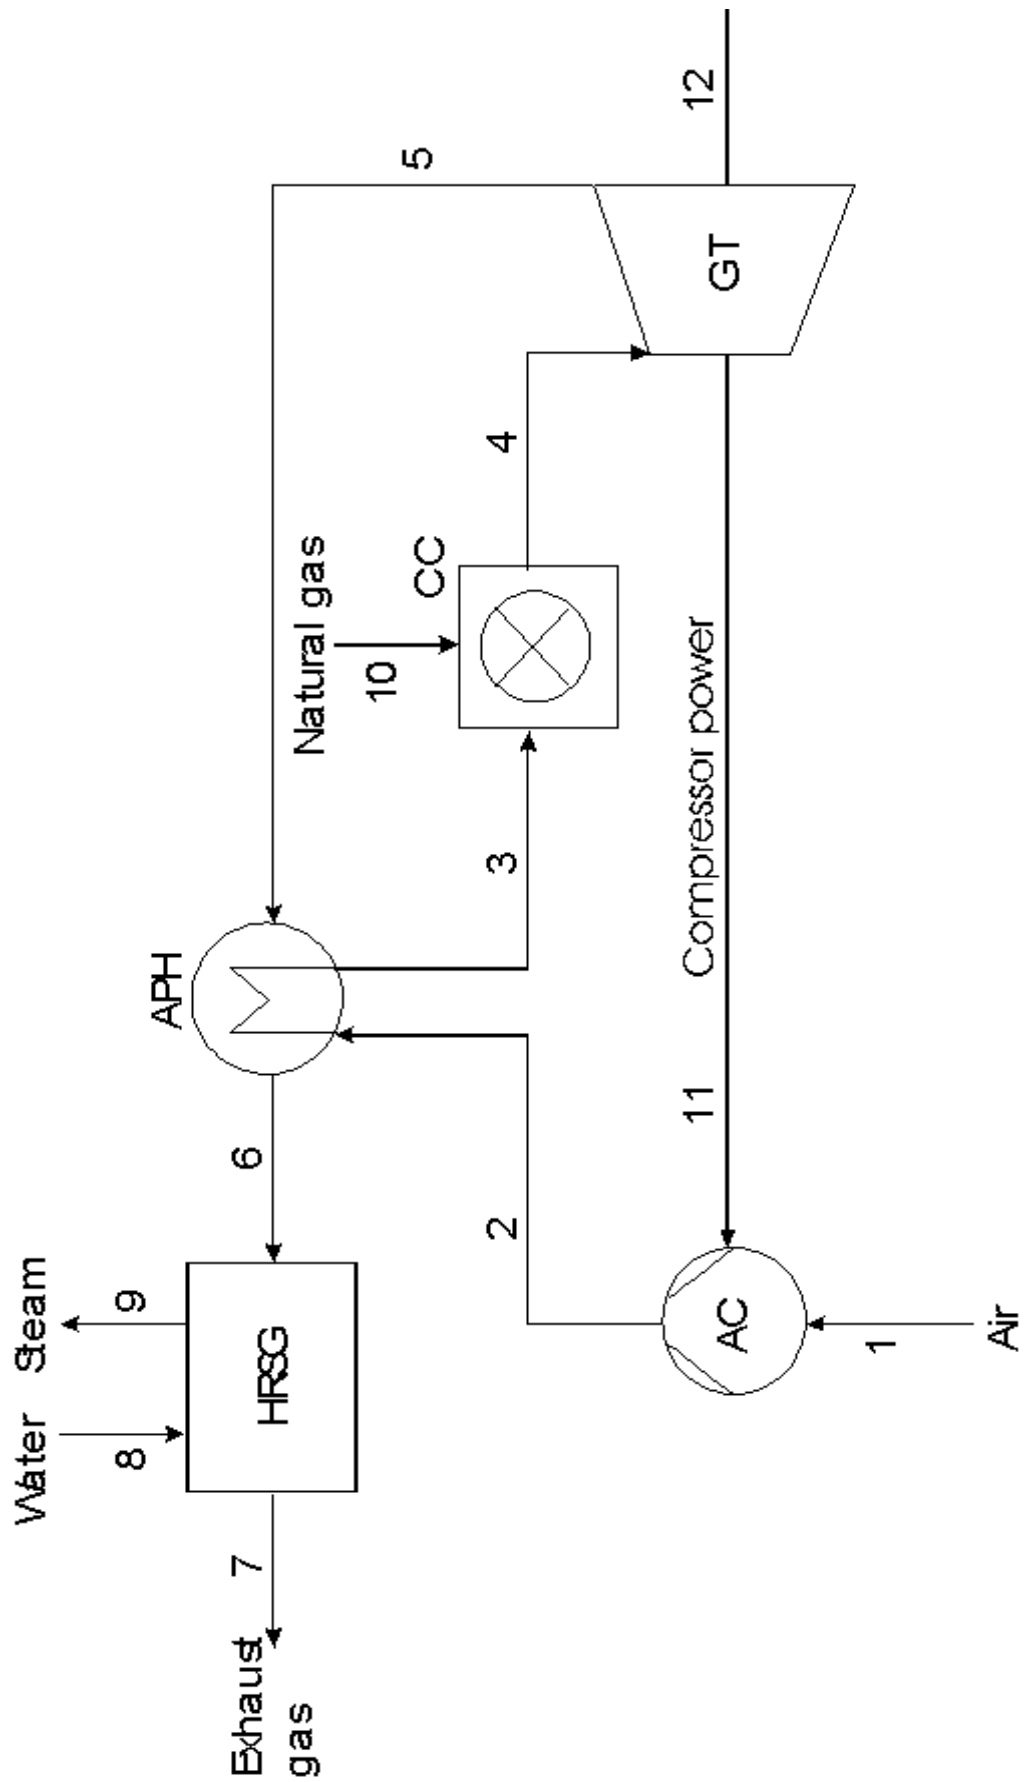 Water
Steam
8
9
Exhaust
gas
7
HRSG
6
APH
5
Natural gas
10
CC
2
3
4
11
Compressor power
12
AC
GT
1
Air